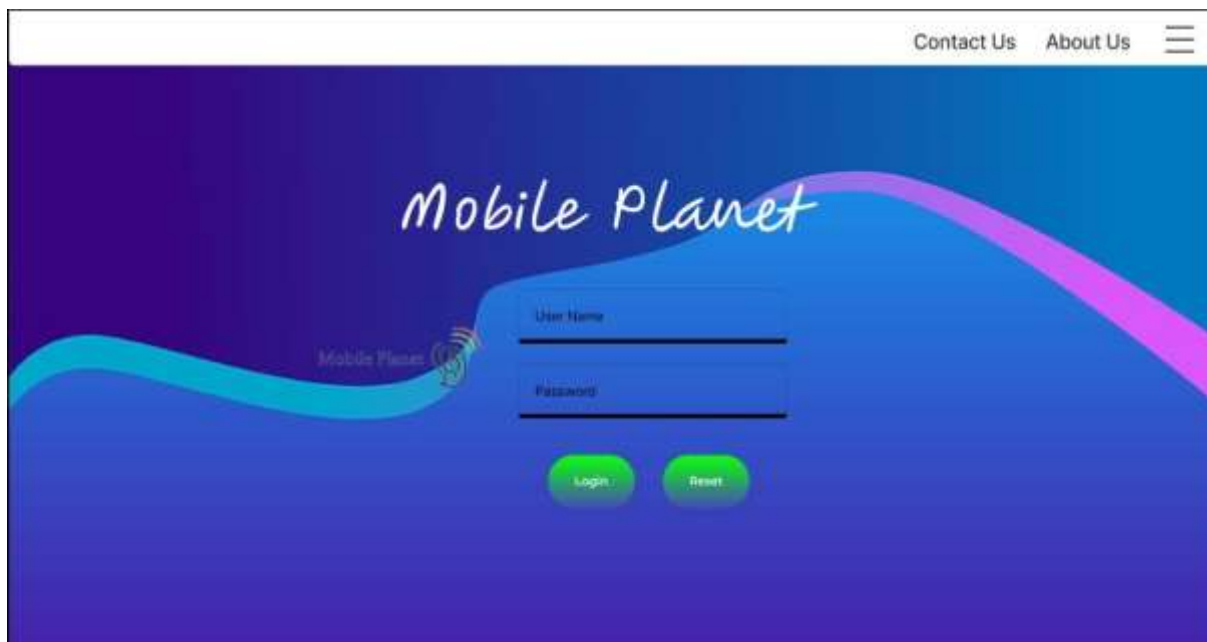 Contact Us About Us
Mobile Planet
User Name
Mobile Planet
Password
Login Reset